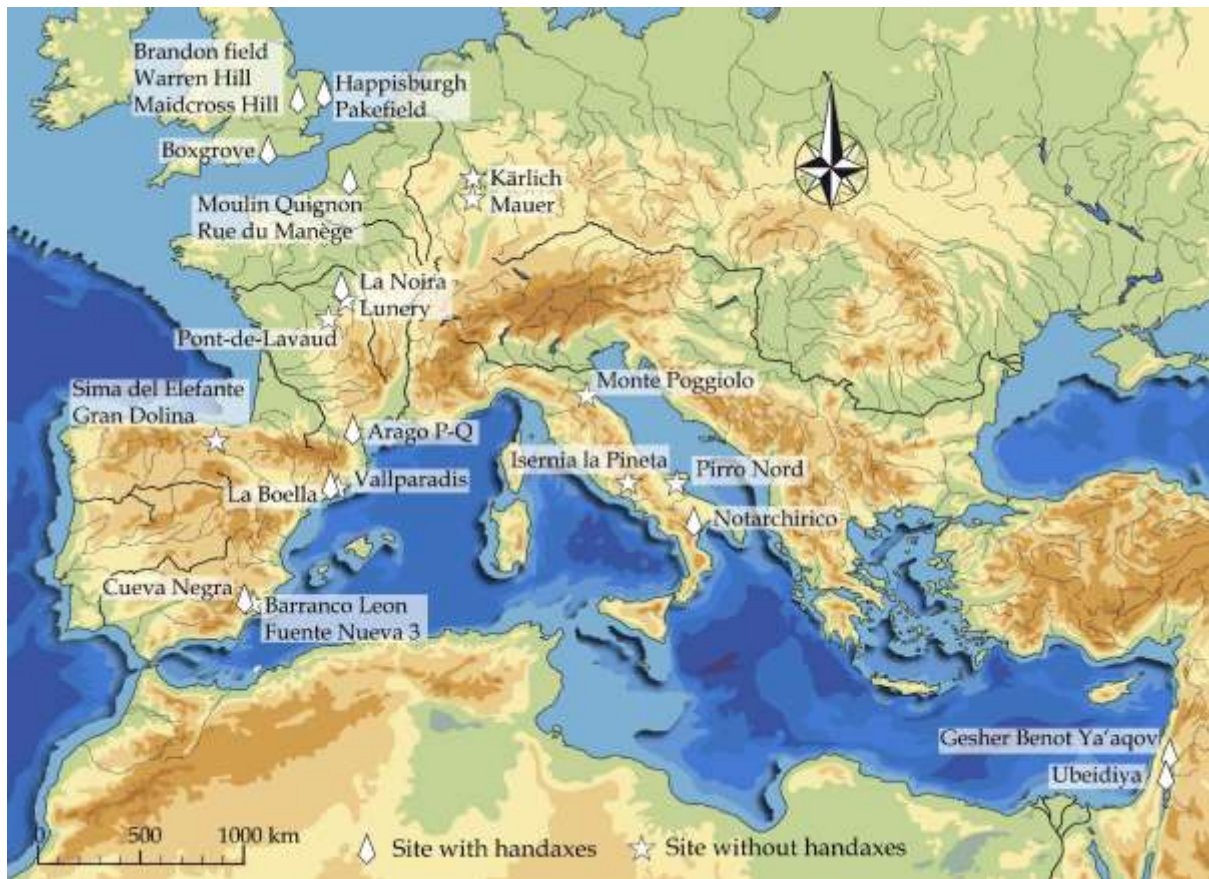 Brandon field
Warren Hill
Maidcross Hill
Happisburgh
Pakefield
Boxgrove
Kärlich
Mauer
Moulin Quignon
Rue du Manège
La Noira
Lunery
Pont-de-Lavaud
Monte Poggiolo
Sima del Elefante
Gran Dolina
Arago P-Q
Isernia la Pineta
Pirro Nord
La Boella
Vallparadis
Notarchirico
Cueva Negra
Barranco Leon
Fuente Nueva 3
Gesher Benot Ya'aqov
Ubeidiya
0 500 1000 km
Site with handaxes
Site without handaxes